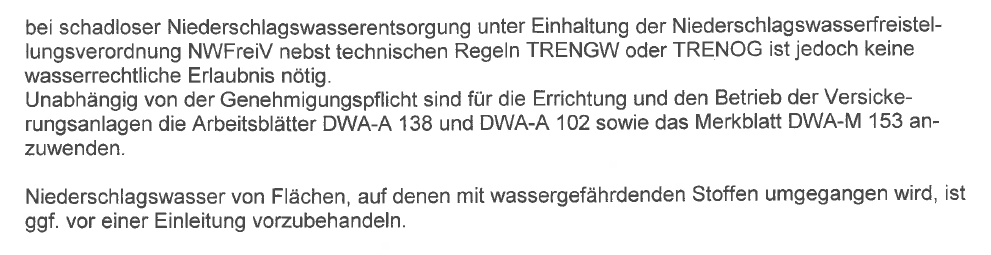 bei schadloser Niederschlagswasserentsorgung unter Einhaltung der Niederschlagswasserfreistel-
lungsverordnung NWFreiV nebst technischen Regeln TRENGW oder TRENOG ist jedoch keine
wasserrechtliche Erlaubnis nötig.
Unabhängig von der Genehmigungspflicht sind für die Errichtung und den Betrieb der Versicke-
rungsanlagen die Arbeitsblätter DWA-A 138 und DWA-A 102 sowie das Merkblatt DWA-M 153 an-
zuwenden.
Niederschlagswasser von Flächen, auf denen mit wassergefährdenden Stoffen umgegangen wird, ist
ggf. vor einer Einleitung vorzubehandeln.